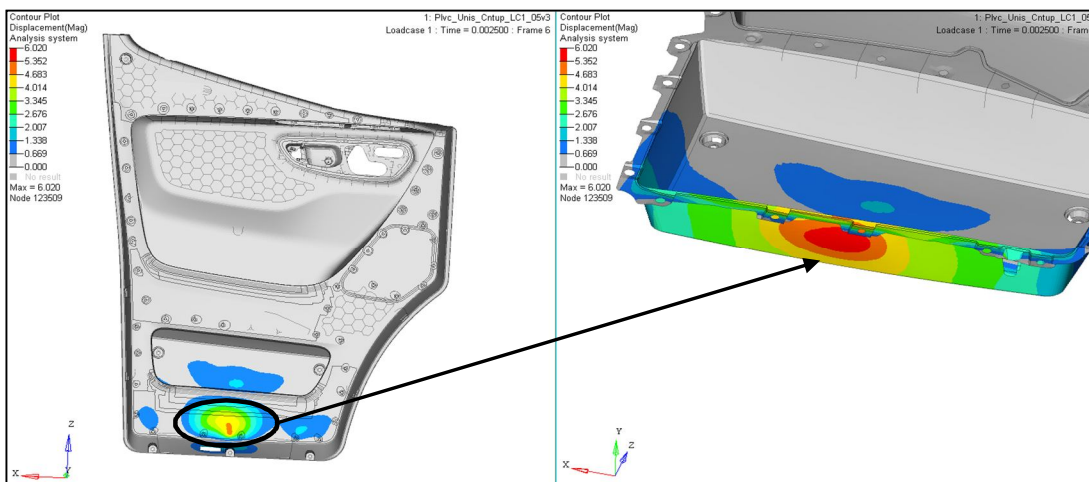 Contour Plot
Displacement(Mag)
Analysis system
6.020
5.352
4.683
4.014
3.345
2.676
2.007
1.338
0.669
0.000
No result
Max = 6.020
Node 123509
1: Plvc_Unis_Cntup_LC1_05v3
Loadcase 1 : Time = 0.002500 : Frame 6
Z
X
Y
Contour Plot
Displacement(Mag)
Analysis system
6.020
5.352
4.683
4.014
3.345
2.676
2.007
1.338
0.669
0.000
No result
Max = 6.020
Node 123509
1: Plvc_Unis_Cntup_LC1_05
Loadcase 1 : Time = 0.002500 : Frame
Y
Z
X